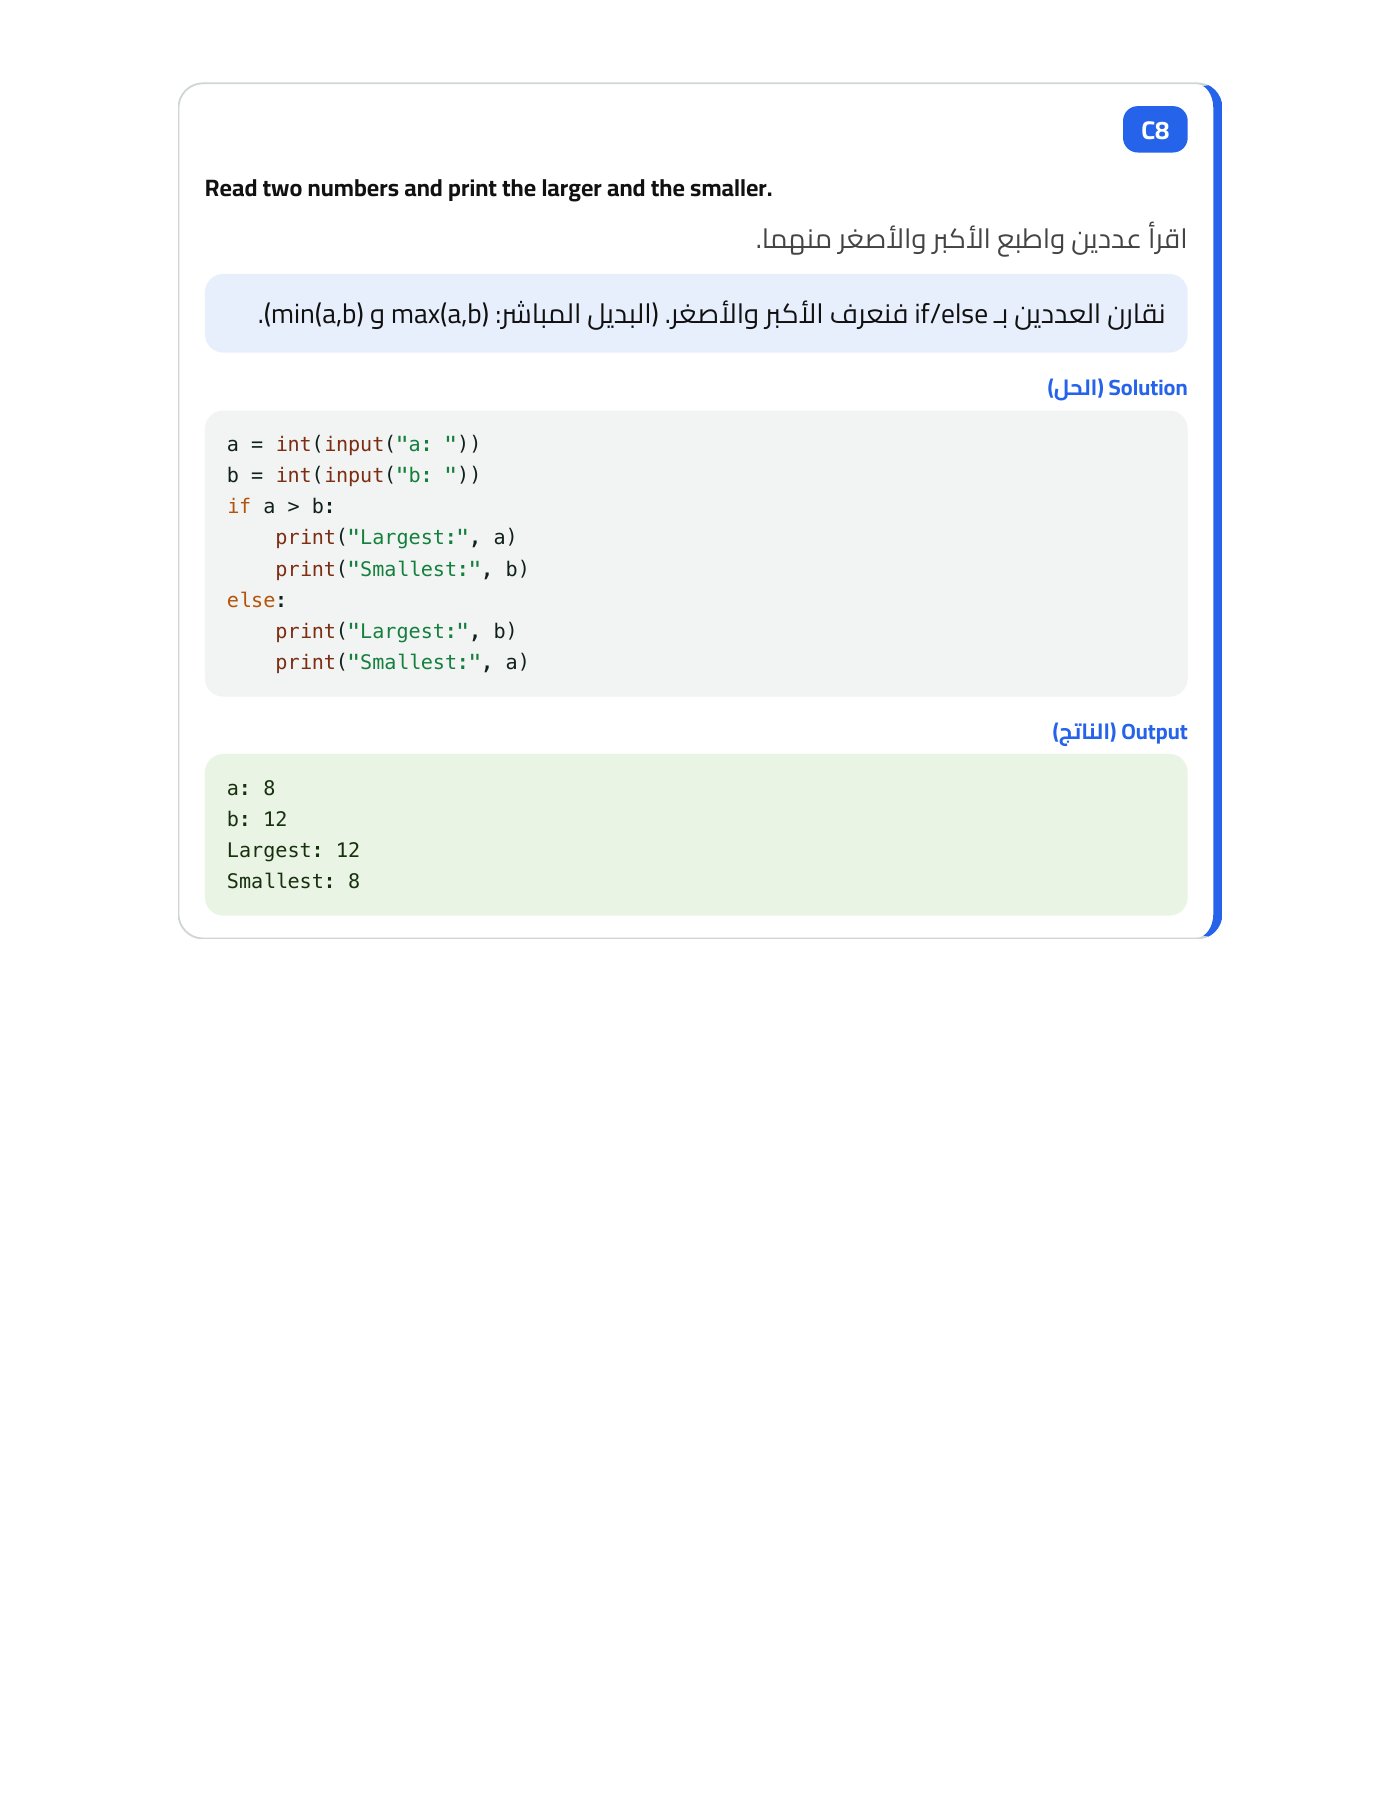 C8
Read two numbers and print the larger and the smaller.
اقرأ عددين واطبع الأكبر والأصغر منهما.
نقارن العددين بـ if/else فنعرف الأكبر والأصغر. (البديل المباشر: max(a,b) و min(a,b)).
Solution (الحل)
a = int(input("a: "))
b = int(input("b: "))
if a > b:
    print("Largest:", a)
    print("Smallest:", b)
else:
    print("Largest:", b)
    print("Smallest:", a)
Output (الناتج)
a: 8
b: 12
Largest: 12
Smallest: 8